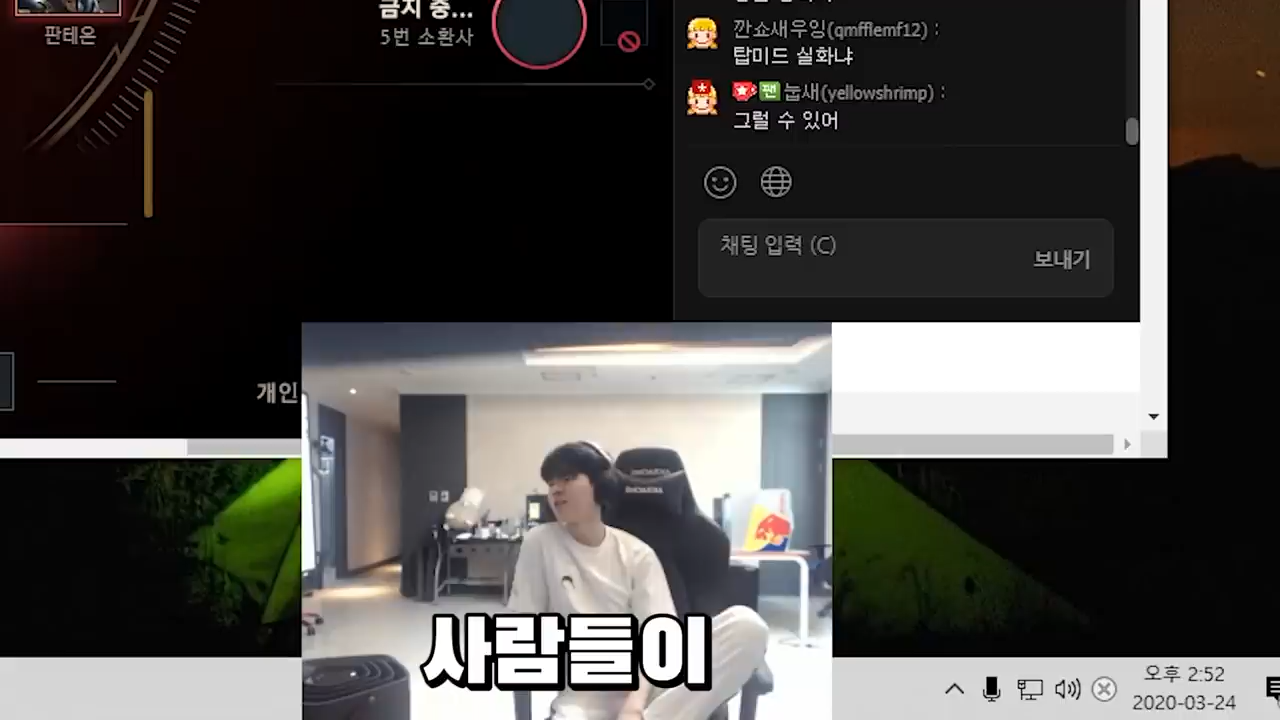 판테온
금지 중...
5번 소환사
깐쇼새우잉(qmfflemf12) :
탑미드 실화냐
팬 눕새(yellowshrimp) :
그럴 수 있어
채팅 입력 (C)
보내기
개인
사람들이
오후 2:52
2020-03-24